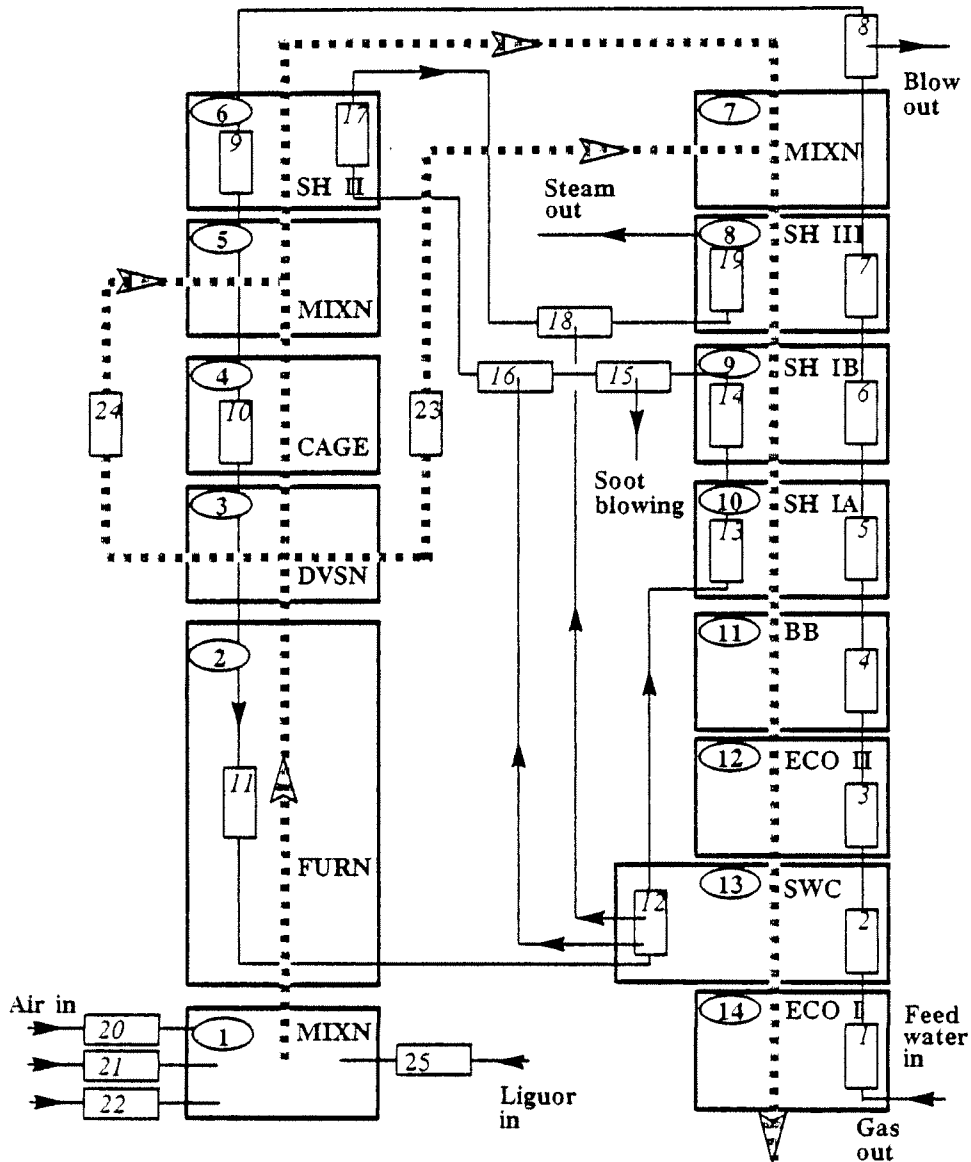 8
Blow
out
6
17
7
9
SH II
MIXN
Steam
out
5
8
SH III
19
7
MIXN
18
4
16
15
9
SH IB
14
6
24
10
23
CAGE
Soot
blowing
3
10
SH IA
13
5
DVSN
11
BB
2
4
12
ECO II
11
3
FURN
13
SWC
12
2
Air in
1
MIXN
14
ECO I
Feed
water
in
20
1
21
25
22
Liguor
in
Gas
out